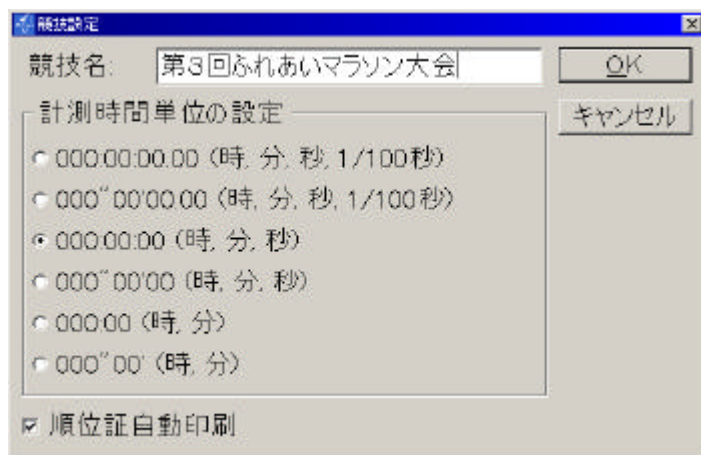 競技設定
競技名: 第3回ふれあいマラソン大会 OK
計測時間単位の設定 キャンセル
000:00:00.00 (時, 分, 秒, 1/100秒)
000"00'00.00 (時, 分, 秒, 1/100秒)
000:00:00 (時, 分, 秒)
000"00'00 (時, 分, 秒)
000:00 (時, 分)
000"00' (時, 分)
順位証自動印刷